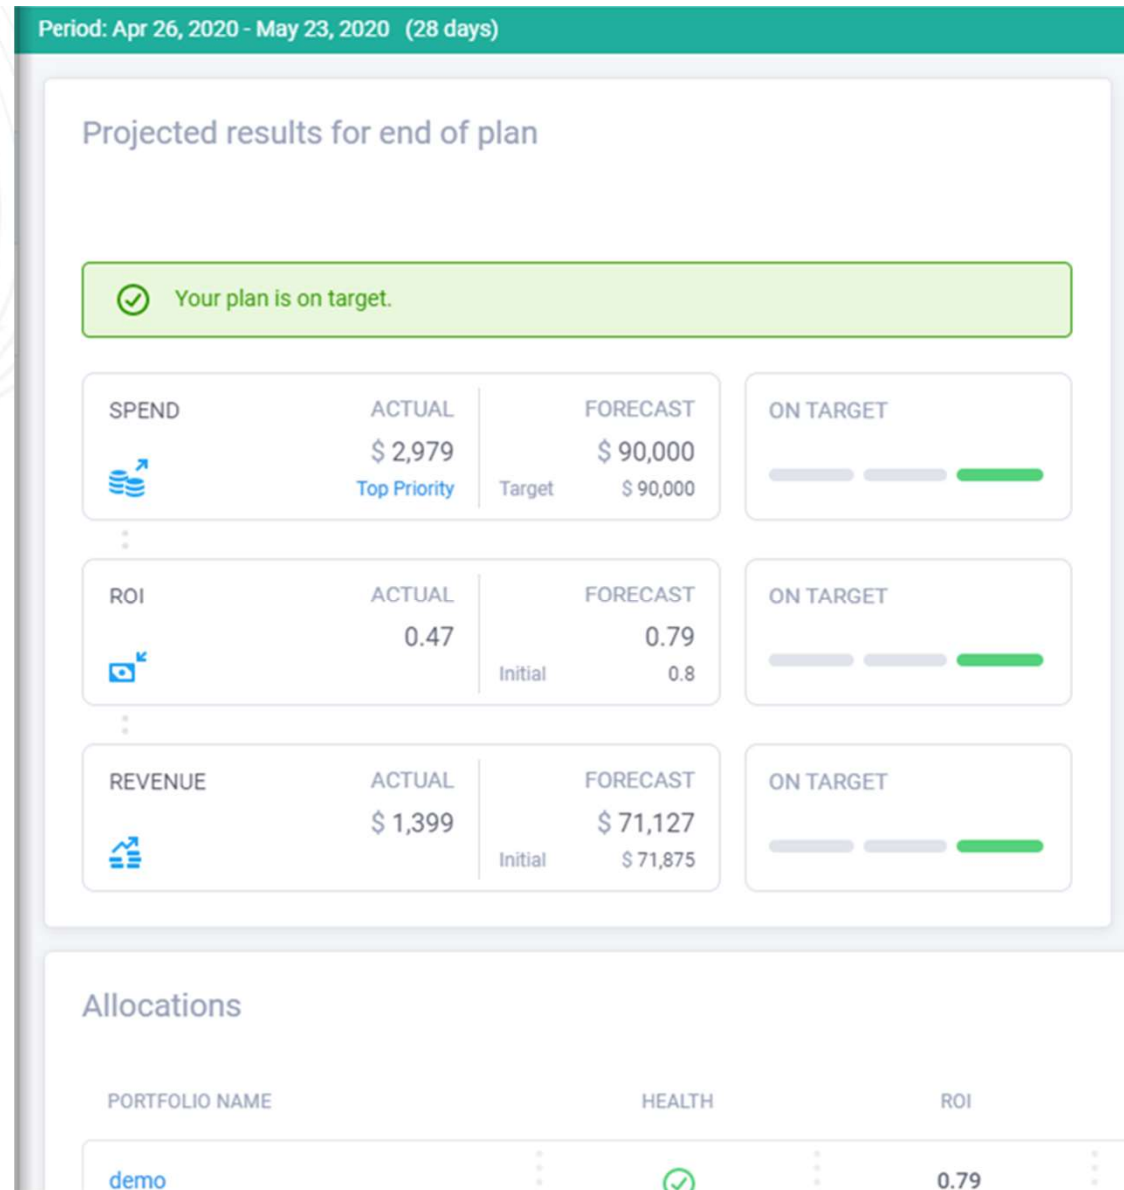 Period: Apr 26, 2020 - May 23, 2020 (28 days)
Projected results for end of plan
Your plan is on target.
SPEND ACTUAL FORECAST ON TARGET
$ 2,979 $ 90,000
Top Priority Target $ 90,000
ROI ACTUAL FORECAST ON TARGET
0.47 0.79
Initial 0.8
REVENUE ACTUAL FORECAST ON TARGET
$ 1,399 $ 71,127
Initial $ 71,875
Allocations
PORTFOLIO NAME HEALTH ROI
demo 0.79